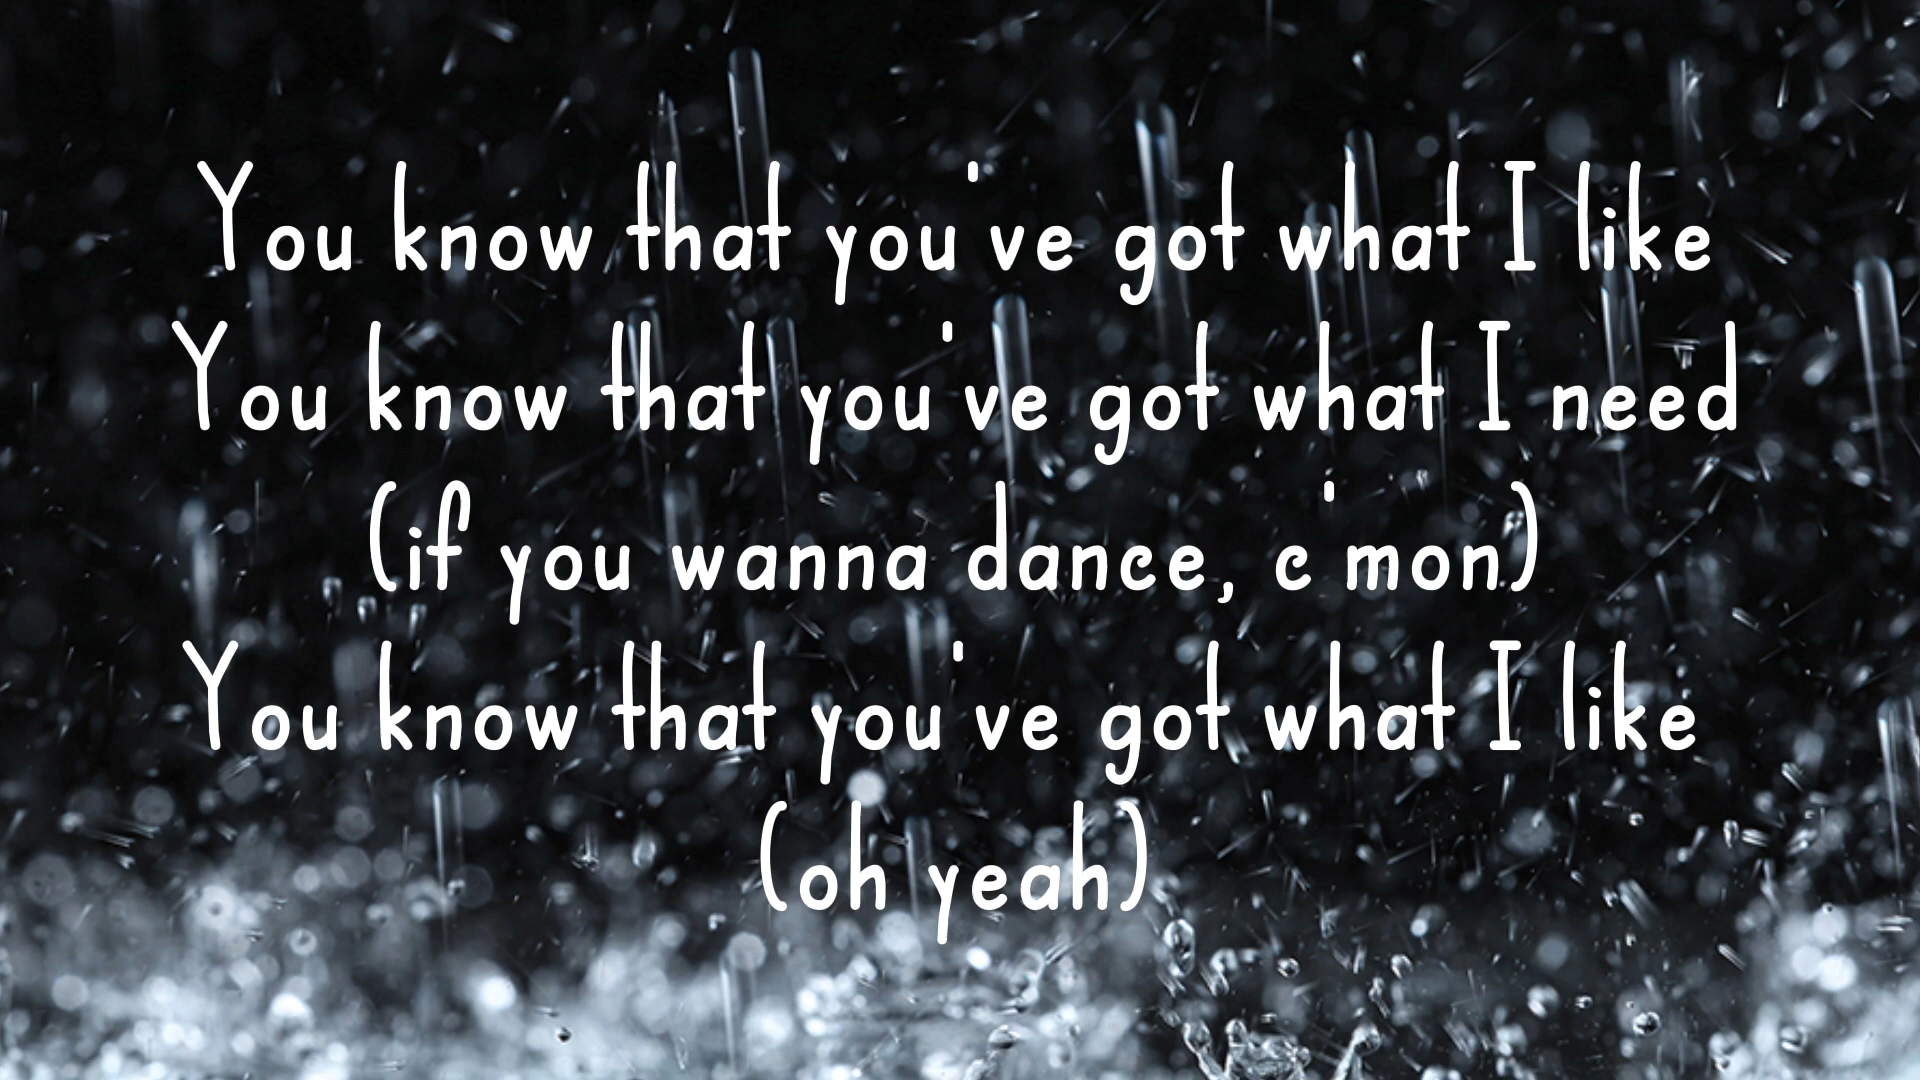 You know that you've got what I like
You know that you've got what I need
(if you wanna dance, c'mon)
You know that you've got what I like
(oh yeah)